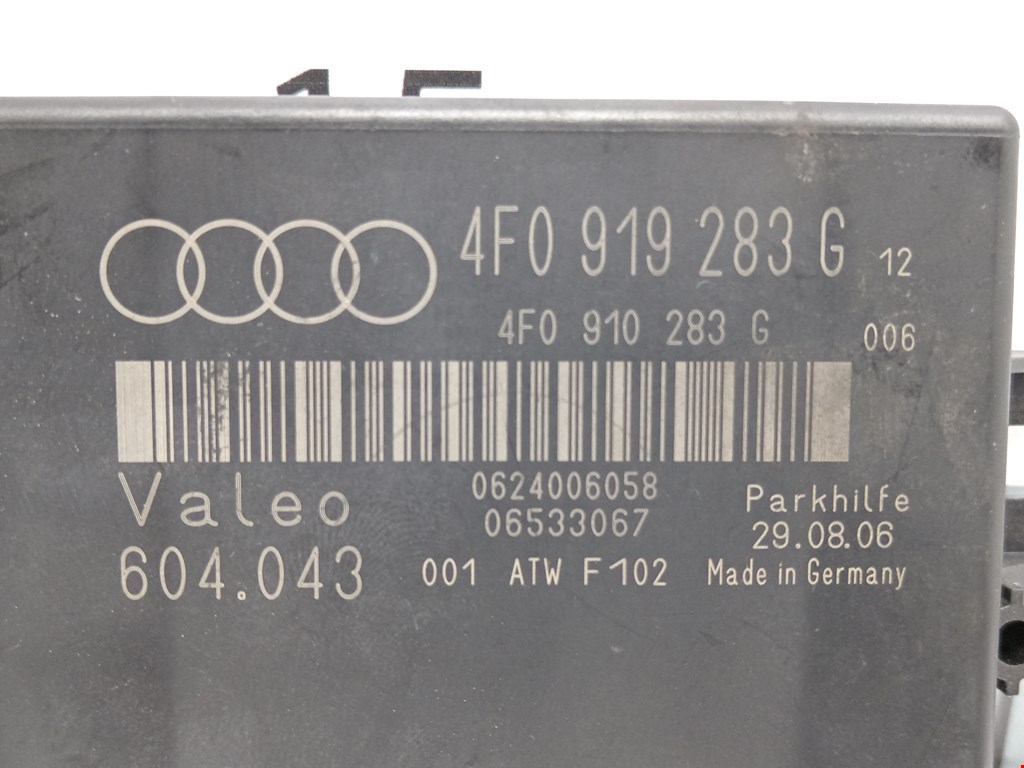 4F0 919 283 G 12
4F0 910 283 G 006
Valeo
604.043
0624006058
06533067
001 ATW F102
Parkhilfe
29.08.06
Made in Germany